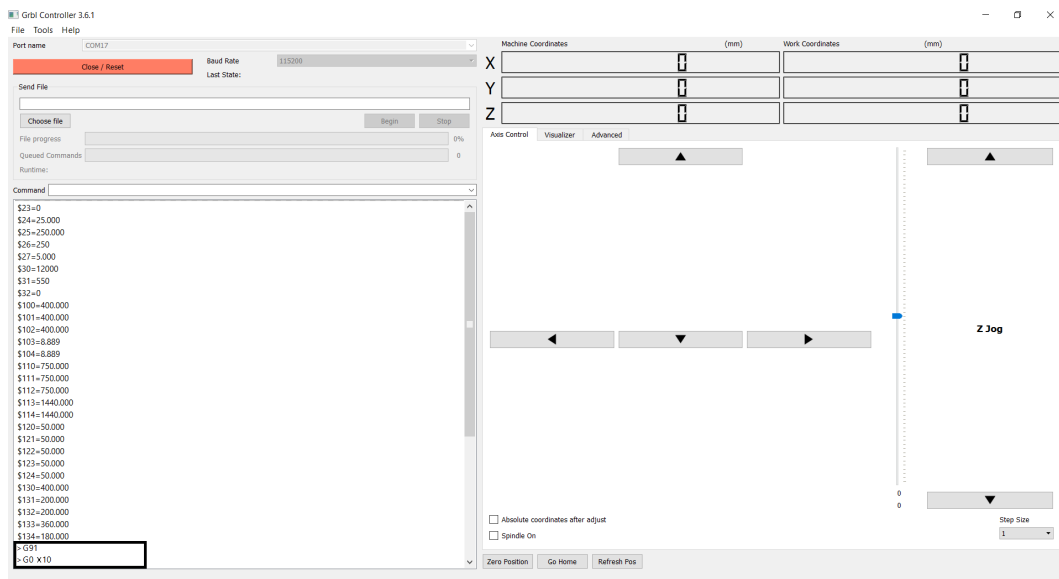 Grbl Controller 3.6.1
File Tools Help
Port name COM17
Close / Reset
Baud Rate 115200
Last State:
Send File
Choose file Begin Stop
File progress 0%
Queued Commands 0
Runtime:
Command
$23=0
$24=25.000
$25=250.000
$26=250
$27=5.000
$30=12000
$31=550
$32=0
$100=400.000
$101=400.000
$102=400.000
$103=8.889
$104=8.889
$110=750.000
$111=750.000
$112=750.000
$113=1440.000
$114=1440.000
$120=50.000
$121=50.000
$122=50.000
$123=50.000
$124=50.000
$130=400.000
$131=200.000
$132=200.000
$133=360.000
$134=180.000
> G91
> G0 x10
Machine Coordinates (mm) Work Coordinates (mm)
X 0 0
Y 0 0
Z 0 0
Axis Control Visualizer Advanced
Z Jog
0
0
Absolute coordinates after adjust
Spindle On
Step Size
1
Zero Position Go Home Refresh Pos